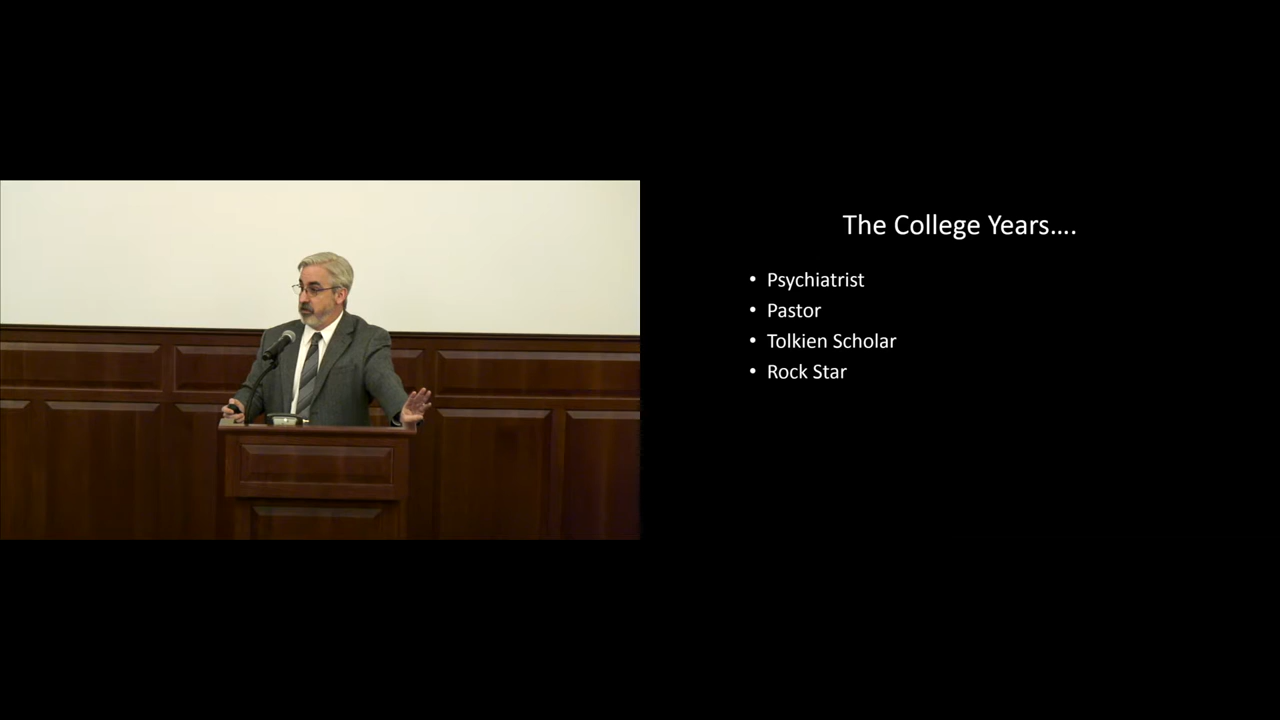 The College Years....
• Psychiatrist
• Pastor
• Tolkien Scholar
• Rock Star